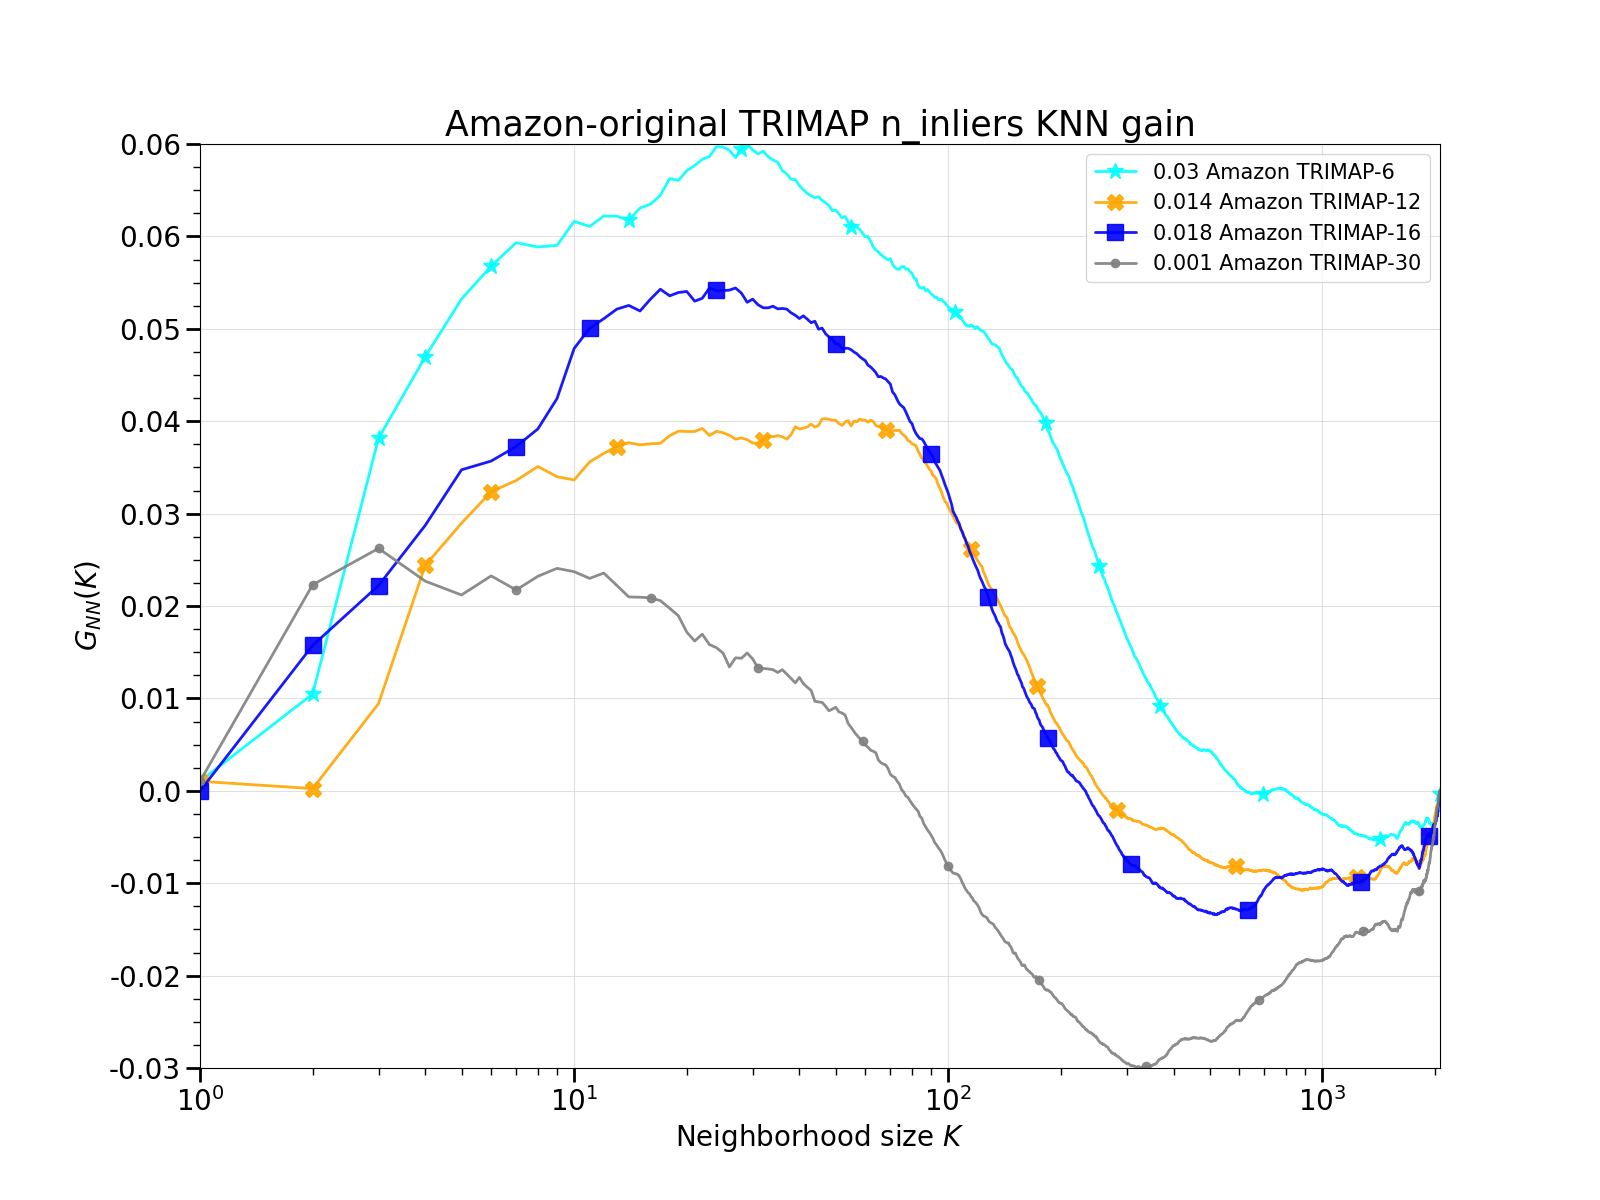 Amazon-original TRIMAP n_inliers KNN gain
0.06
0.06
0.05
0.04
0.03
0.02
0.01
0.0
-0.01
-0.02
-0.03
G_{NN}(K)
0.03 Amazon TRIMAP-6
0.014 Amazon TRIMAP-12
0.018 Amazon TRIMAP-16
0.001 Amazon TRIMAP-30
10^0 10^1 10^2 10^3
Neighborhood size K